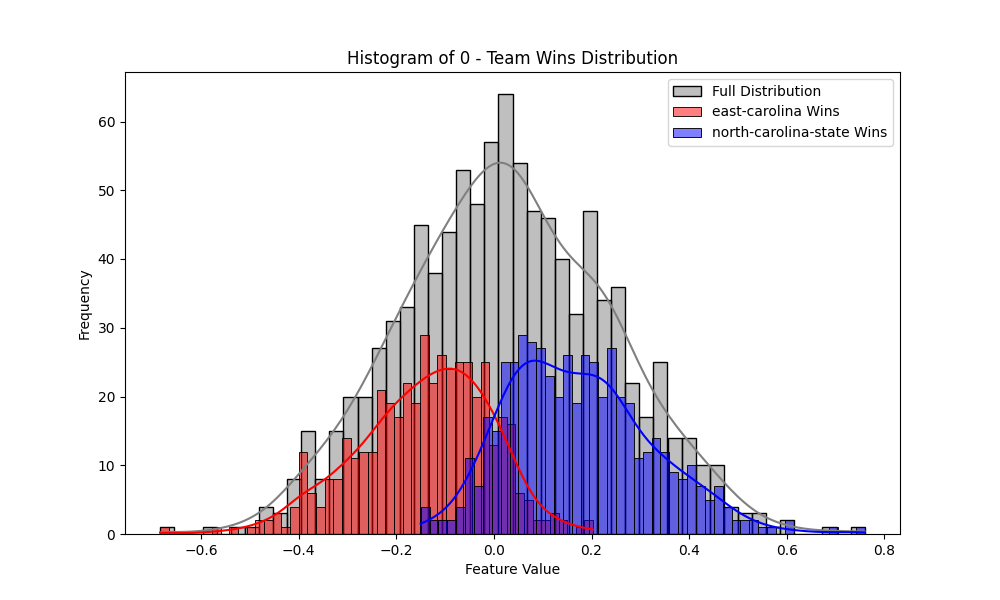 Histogram of 0 - Team Wins Distribution
Full Distribution
east-carolina Wins
north-carolina-state Wins
Frequency
60
50
40
30
20
10
0
−0.6 −0.4 −0.2 0.0 0.2 0.4 0.6 0.8
Feature Value